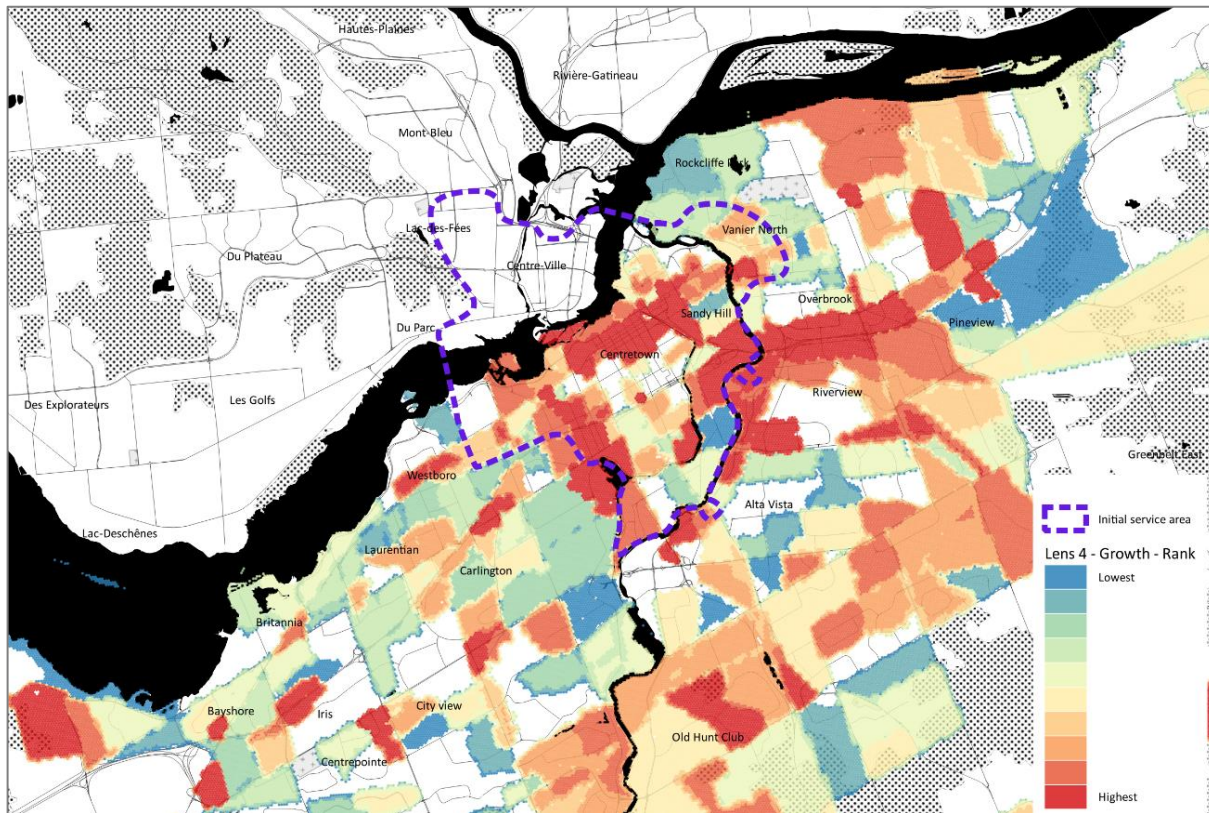 Hautes-Plaines
Rivière-Gatineau
Mont-Bleu
Rockcliffe Park
Lac-des-Fées
Vanier North
Du Plateau
Centre-Ville
Overbrook
Sandy Hill
Pineview
Du Parc
Centretown
Riverview
Des Explorateurs
Les Golfs
Greenbelt East
Westboro
Alta Vista
Initial service area
Lac-Deschênes
Laurentian
Lens 4 - Growth - Rank
Carlington
Lowest
Britannia
Bayshore
Iris
City view
Old Hunt Club
Centrepointe
Highest